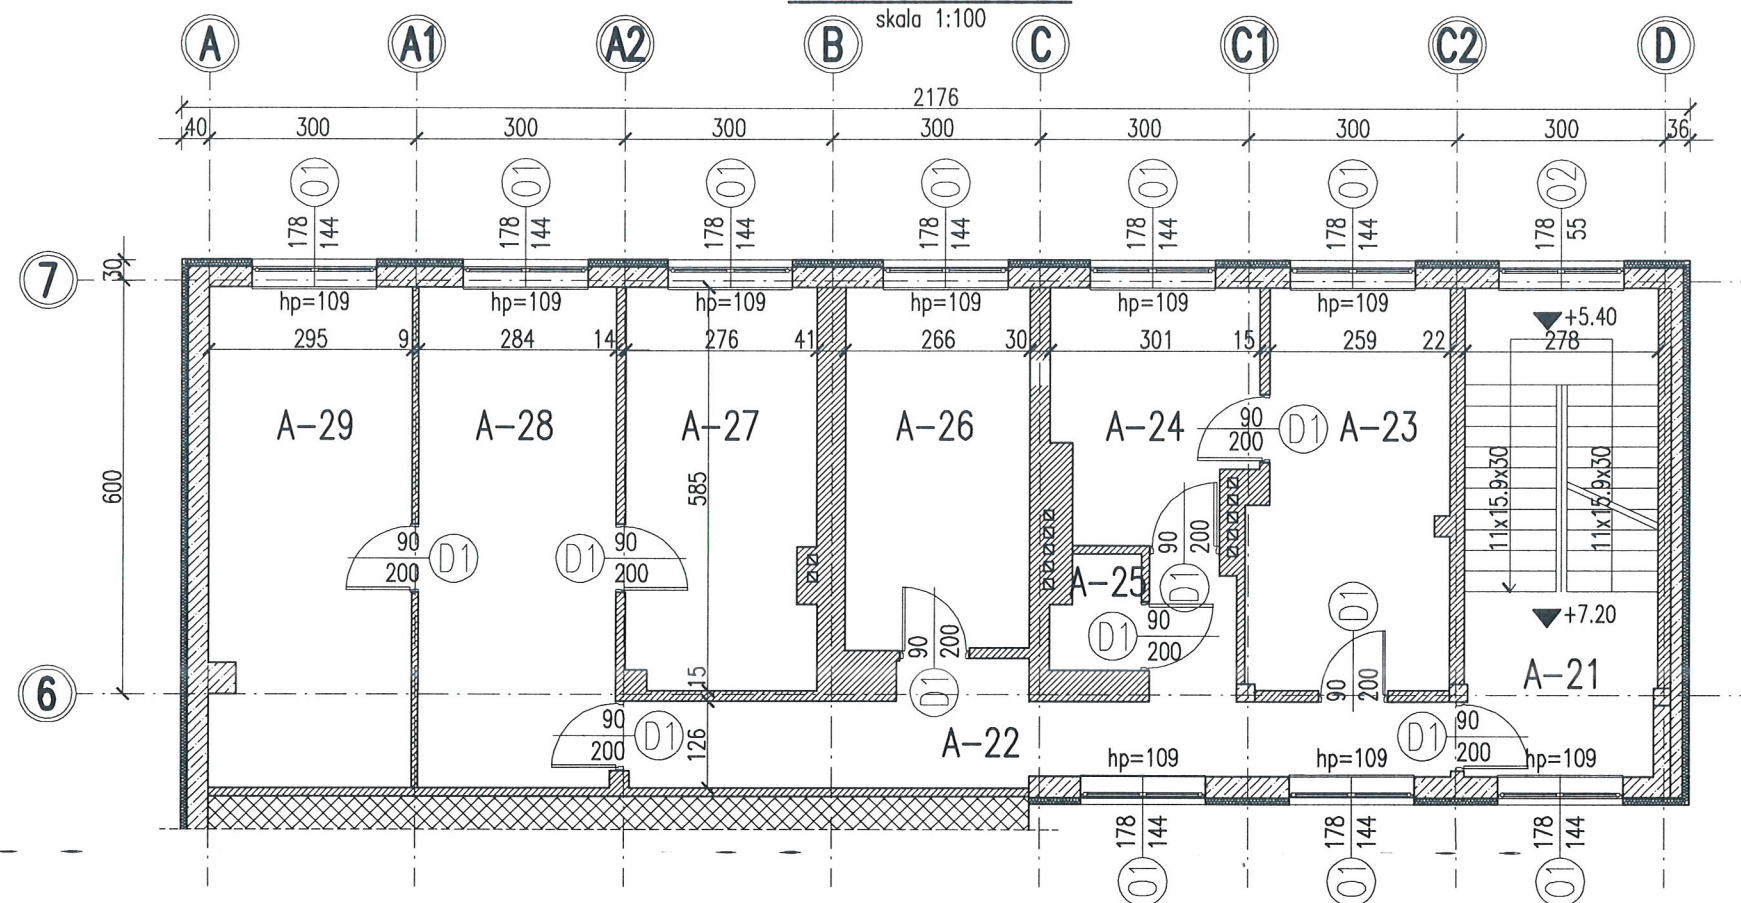 skala 1:100
A A1 A2 B C C1 C2 D
2176
40 300 300 300 300 300 300 300 36
01 01 01 01 01 01 02
178 144 178 144 178 144 178 144 178 144 178 144 178 55
7
30
hp=109 hp=109 hp=109 hp=109 hp=109 hp=109
+5.40
295 9 284 14 276 41 266 30 301 15 259 22 278
A-29 A-28 A-27 A-26 A-24 A-23
90 200 D1
600
585
11x15.9x30 11x15.9x30
90 200 D1
D1 90 200
90 200 D1
A-25
D1 90 200
+7.20
90 200 D1
D1 90 200
6
15
A-21
90 200 D1
126
A-22
D1 90 200
hp=109 hp=109 hp=109
178 144 178 144 178 144
01 01 01